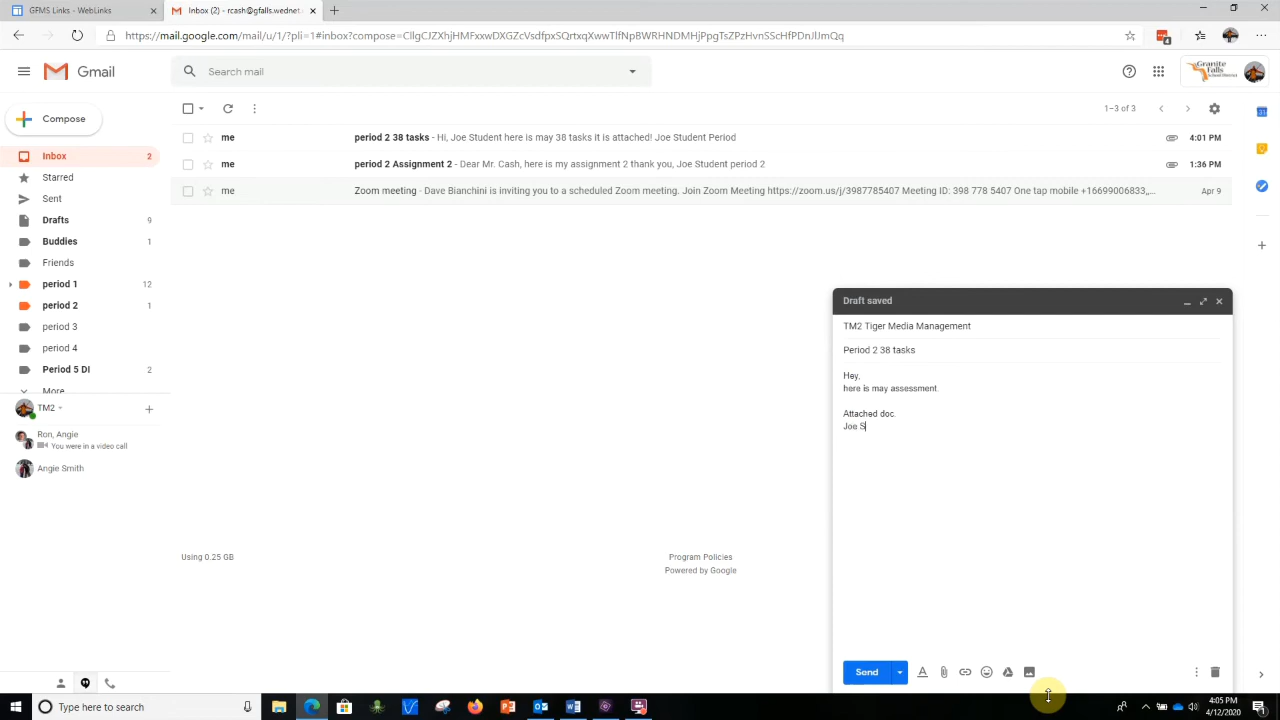 GFMS Links - WebLinks
Inbox (2) - rcash@gfalls.wednet.
https://mail.google.com/mail/u/1/?pli=1#inbox?compose=CllgCZJXhjHMFxxwDXGZcVsdfpxSQrtxqXwwTlfNpBWRHNDMHjPpgTsZPzHvnSScHfPDnJlJmQq
4
Gmail
Search mail
Granite
Falls
Compose
1–3 of 3
31
Inbox 2
me period 2 38 tasks - Hi, Joe Student here is may 38 tasks it is attached! Joe Student Period 4:01 PM
me period 2 Assignment 2 - Dear Mr. Cash, here is my assignment 2 thank you, Joe Student period 2 1:36 PM
me Zoom meeting - Dave Bianchini is inviting you to a scheduled Zoom meeting. Join Zoom Meeting https://zoom.us/j/3987785407 Meeting ID: 398 778 5407 One tap mobile +16699006833,,... Apr 9
Starred
Sent
Drafts 9
Buddies 1
Friends
period 1 12
period 2 1
period 3
period 4
Period 5 DI 2
More
TM2
Ron, Angie
You were in a video call
Angie Smith
Using 0.25 GB
Program Policies
Powered by Google
Draft saved
TM2 Tiger Media Management
Period 2 38 tasks
Hey,
here is may assessment.
Attached doc.
Joe S
Send
Type here to search
4:05 PM
4/12/2020